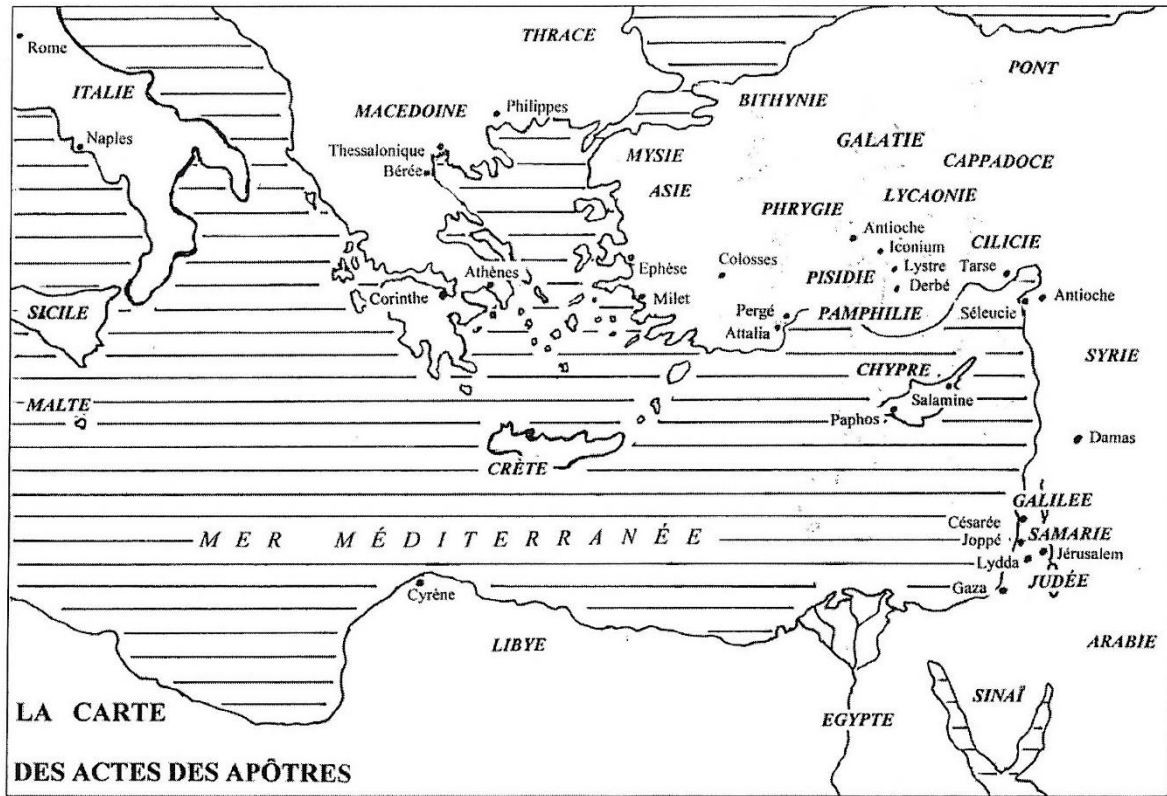 THRACE
Rome
PONT
ITALIE
BITHYNIE
MACEDOINE
Philippes
GALATIE
Naples
Thessalonique
MYSIE
CAPPADOCE
Bérée
ASIE
LYCAONIE
PHRYGIE
Antioche
Iconium
CILICIE
Colosses
Ephèse
Athènes
PISIDIE
Lystre
Tarse
Derbé
Corinthe
Milet
Antioche
SICILE
Pergé
PAMPHILIE
Séleucie
Attalia
SYRIE
CHYPRE
MALTE
Salamine
Paphos
Damas
CRÈTE
GALILEE
Césarée
MER MÉDITERRANÉE
Joppé
SAMARIE
Lydda
Jérusalem
JUDÉE
Gaza
Cyrène
LIBYE
ARABIE
SINAÏ
EGYPTE
LA CARTE
DES ACTES DES APÔTRES